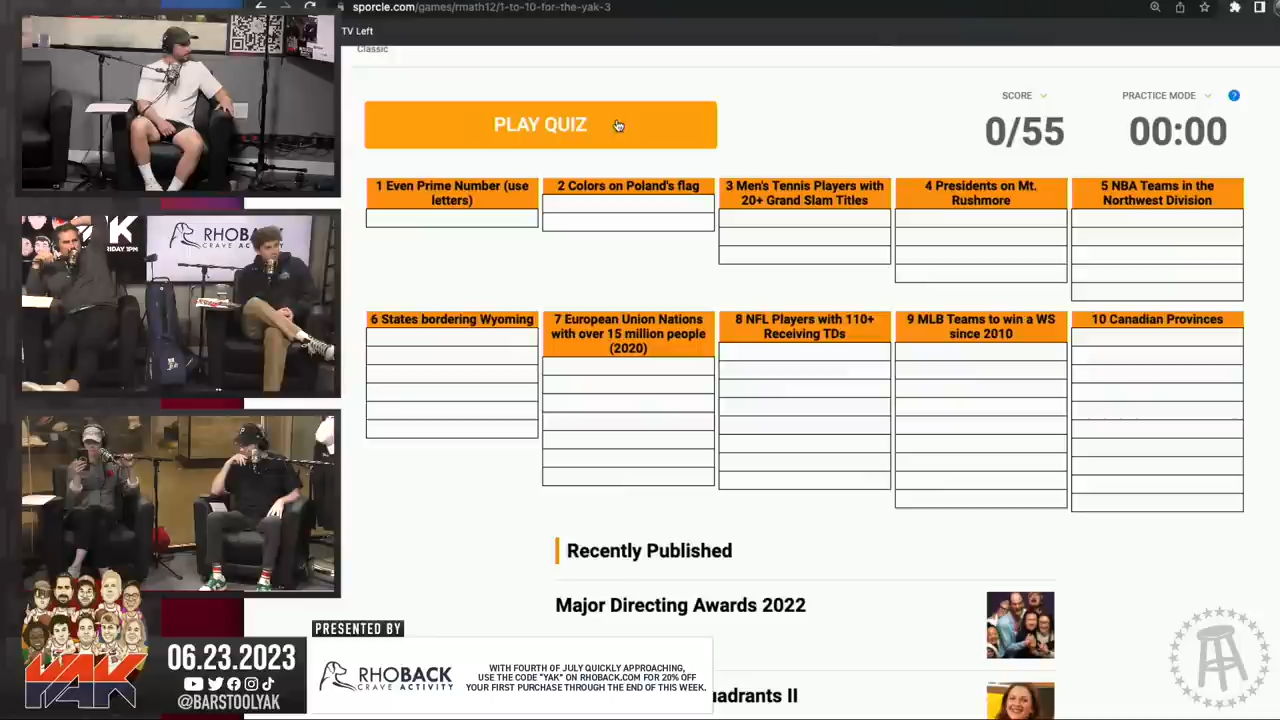 sporcle.com/games/rmath12/1-to-10-for-the-yak-3
TV Left
Classic
PLAY QUIZ
SCORE
0/55
PRACTICE MODE
?
00:00
1 Even Prime Number (use
letters)
2 Colors on Poland's flag
3 Men's Tennis Players with
20+ Grand Slam Titles
4 Presidents on Mt.
Rushmore
5 NBA Teams in the
Northwest Division
6 States bordering Wyoming
7 European Union Nations
with over 15 million people
(2020)
8 NFL Players with 110+
Receiving TDs
9 MLB Teams to win a WS
since 2010
10 Canadian Provinces
Recently Published
Major Directing Awards 2022
uadrants II
K
RIDAY 1PM
RHOBACK
CRAVE ACTIVITY
YAK
06.23.2023
@BARSTOOLYAK
PRESENTED BY
RHOBACK
CRAVE ACTIVITY
WITH FOURTH OF JULY QUICKLY APPROACHING,
USE THE CODE "YAK" ON RHOBACK.COM FOR 20% OFF
YOUR FIRST PURCHASE THROUGH THE END OF THIS WEEK.